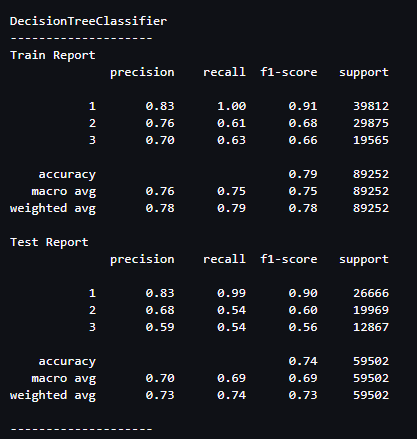 DecisionTreeClassifier
--------------------
Train Report
precision recall f1-score support
1 0.83 1.00 0.91 39812
2 0.76 0.61 0.68 29875
3 0.70 0.63 0.66 19565
accuracy 0.79 89252
macro avg 0.76 0.75 0.75 89252
weighted avg 0.78 0.79 0.78 89252
Test Report
precision recall f1-score support
1 0.83 0.99 0.90 26666
2 0.68 0.54 0.60 19969
3 0.59 0.54 0.56 12867
accuracy 0.74 59502
macro avg 0.70 0.69 0.69 59502
weighted avg 0.73 0.74 0.73 59502
--------------------